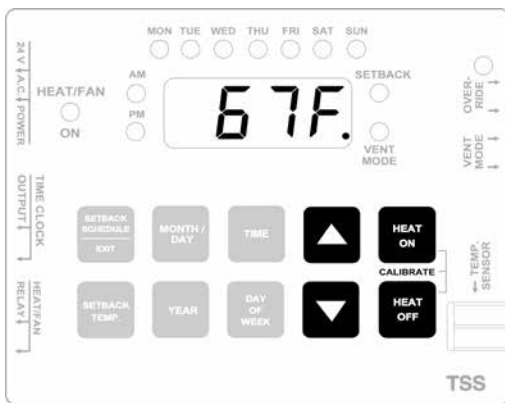 MON TUE WED THU FRI SAT SUN
24 V A.C. POWER
HEAT/FAN
ON
AM
PM
67F.
SETBACK
VENT
MODE
OVER-
RIDE
VENT
MODE
TIME CLOCK
OUTPUT
SETBACK
SCHEDULE
EXIT
MONTH /
DAY
TIME
HEAT
ON
CALIBRATE
TEMP.
SENSOR
HEAT/FAN
RELAY
SETBACK
TEMP.
YEAR
DAY
OF
WEEK
HEAT
OFF
TSS